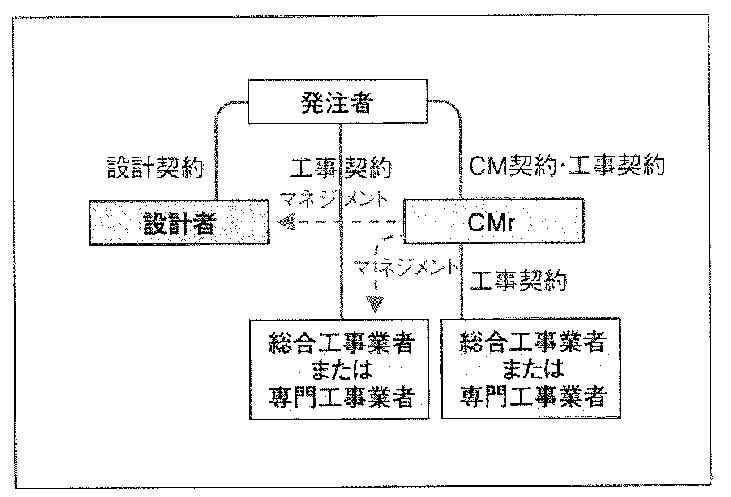 発注者
設計契約
工事契約
CM契約・工事契約
マネジメント
設計者
CMr
マネジメント
工事契約
総合工事業者
または
専門工事業者
総合工事業者
または
専門工事業者